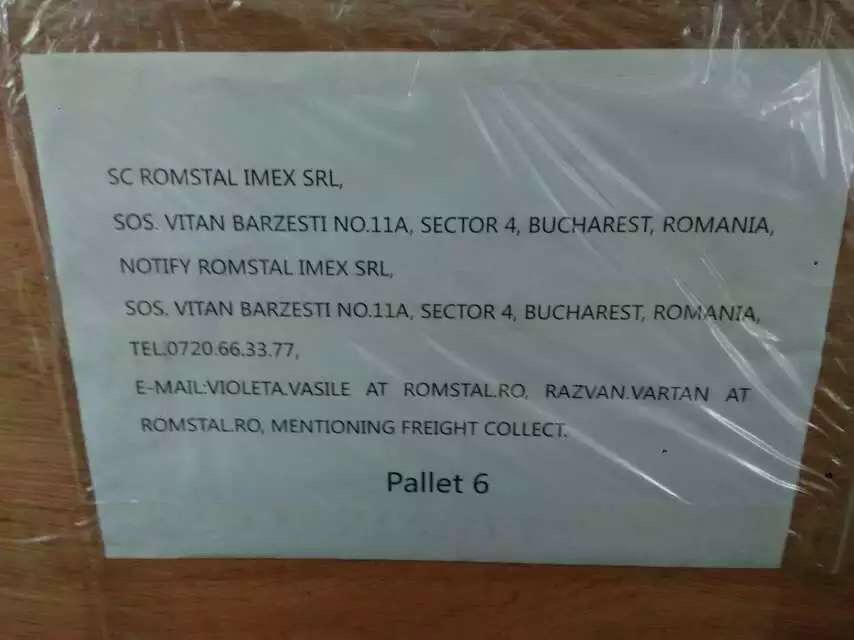 SC ROMSTAL IMEX SRL,
SOS. VITAN BARZESTI NO.11A, SECTOR 4, BUCHAREST, ROMANIA,
NOTIFY ROMSTAL IMEX SRL,
SOS. VITAN BARZESTI NO.11A, SECTOR 4, BUCHAREST, ROMANIA,
TEL.0720.66.33.77,
E-MAIL:VIOLETA.VASILE AT ROMSTAL.RO, RAZVAN.VARTAN AT
ROMSTAL.RO, MENTIONING FREIGHT COLLECT.
Pallet 6